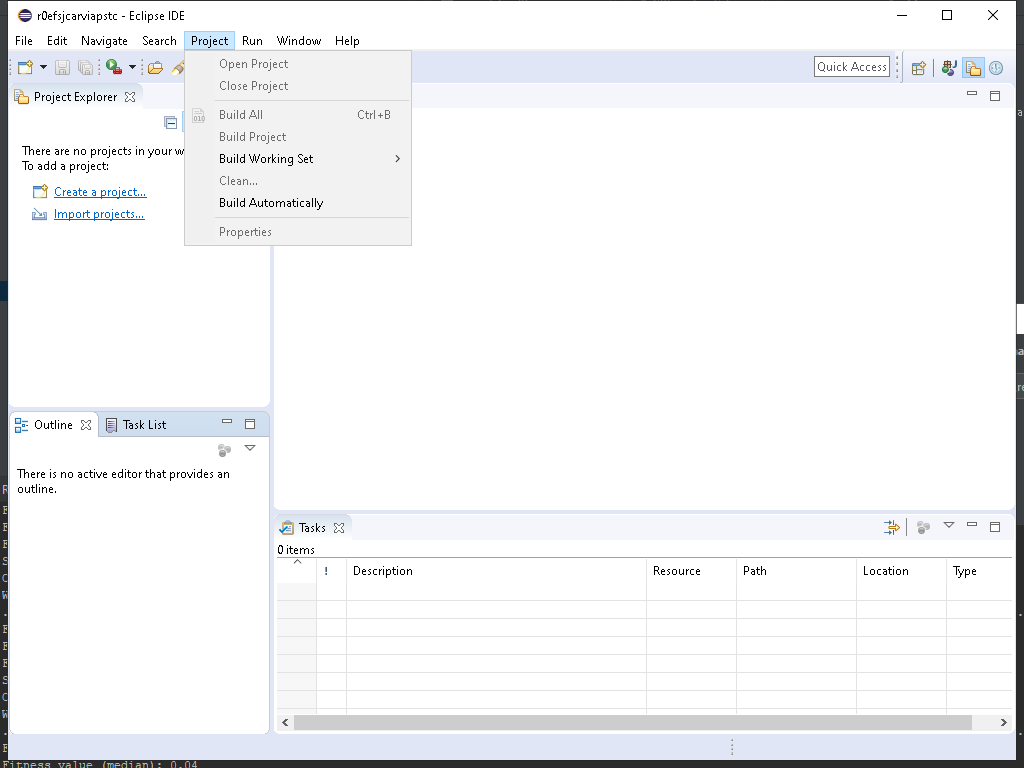 r0efsjcarviapstc - Eclipse IDE
File Edit Navigate Search Project Run Window Help
Quick Access
Open Project
Close Project
Build All Ctrl+B
Build Project
Build Working Set
Clean...
Build Automatically
Properties
Project Explorer
There are no projects in your w
To add a project:
Create a project...
Import projects...
Outline Task List
There is no active editor that provides an
outline.
Tasks
0 items
! Description Resource Path Location Type
Fitness value (median): 0.04